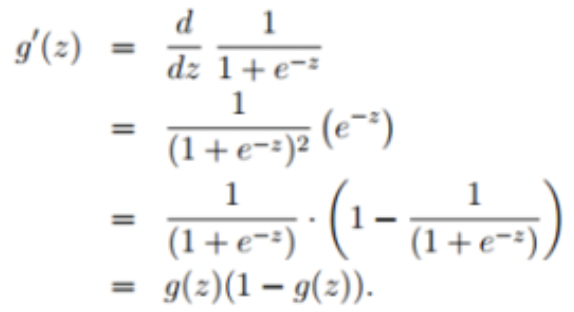 g′(z) = d/dz 1/(1 + e^{-z})
= 1/(1 + e^{-z})² (e^{-z})
= 1/(1 + e^{-z}) · (1 − 1/(1 + e^{-z}))
= g(z)(1 − g(z)).